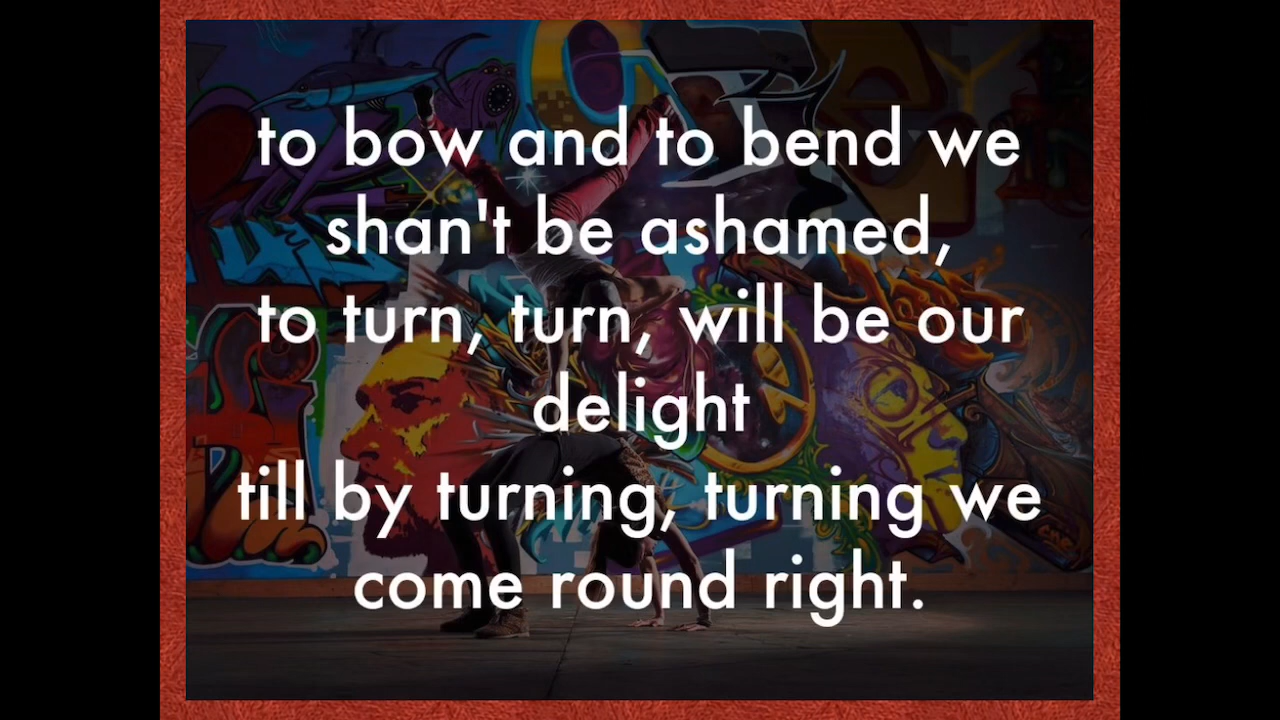 to bow and to bend we
shan't be ashamed,
to turn, turn, will be our
delight
till by turning, turning we
come round right.